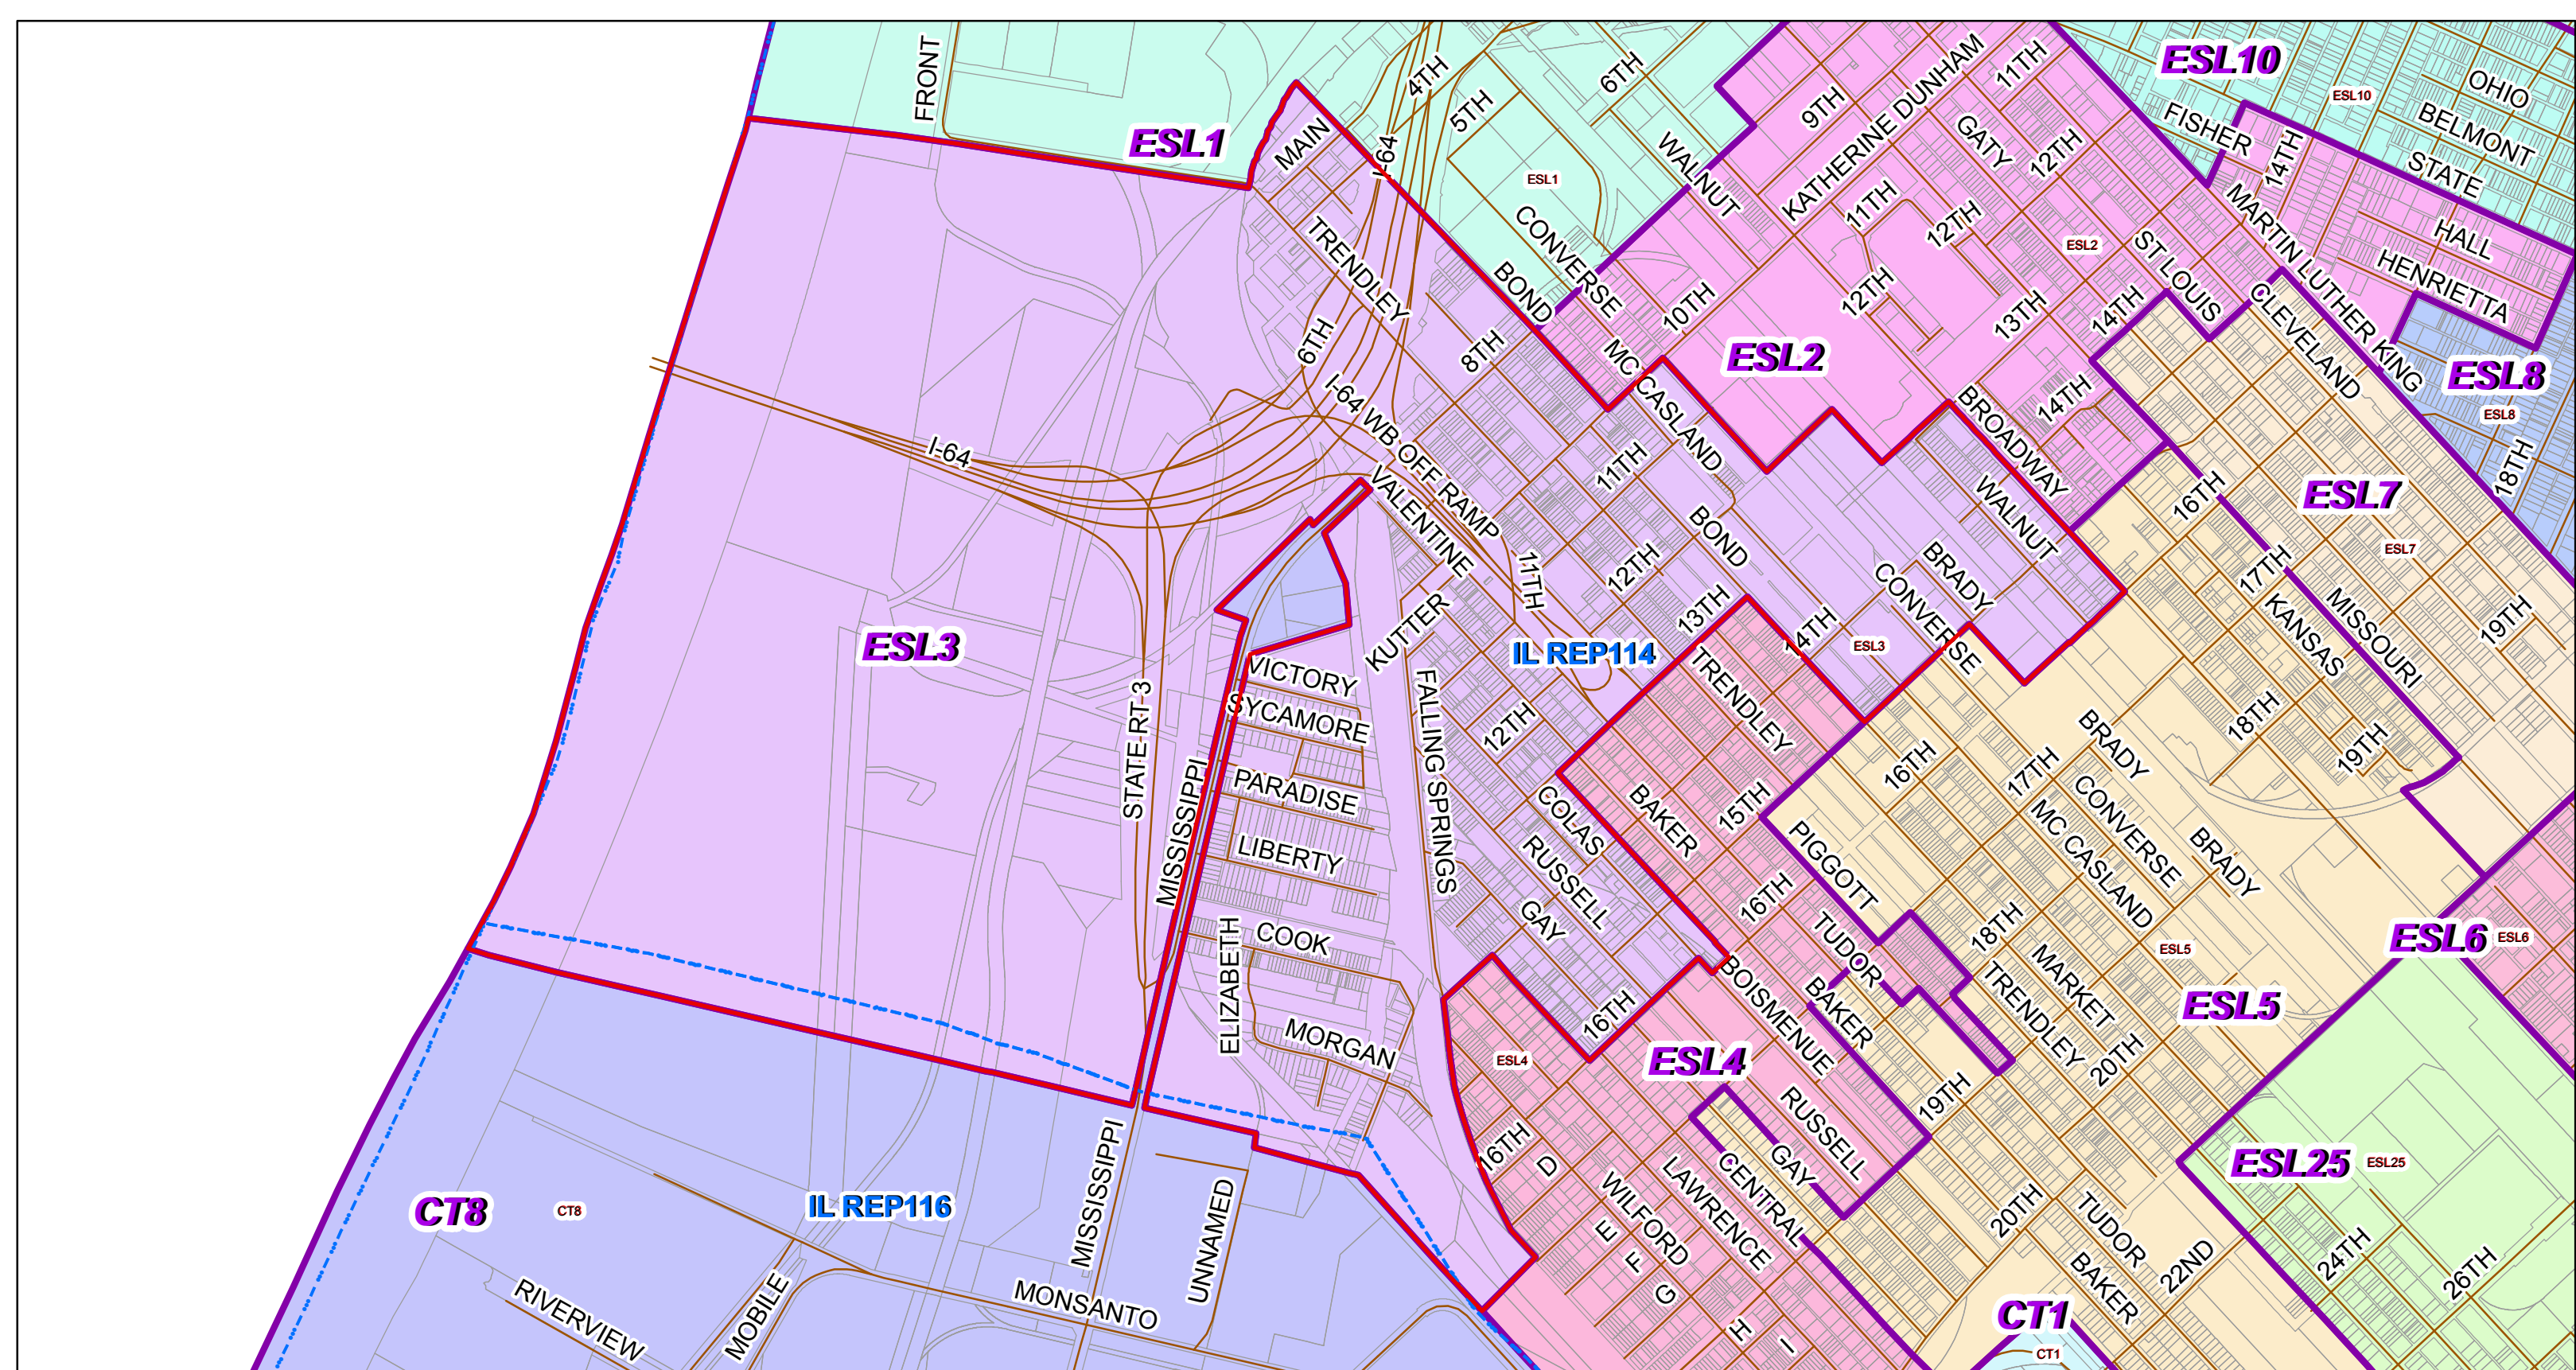 FRONT
ESL1
MAIN
4TH
I-64
5TH
6TH
ESL1
WALNUT
9TH
KATHERINE DUNHAM
11TH
GATY
12TH
ESL10
ESL10
OHIO
BELMONT
STATE
FISHER
14TH
HALL
HENRIETTA
MARTIN LUTHER KING
TRENDLEY
CONVERSE
BOND
10TH
11TH
12TH
12TH
ESL2
ST LOUIS
13TH
14TH
CLEVELAND
ESL2
ESL8
ESL8
18TH
6TH
8TH
MC CASLAND
14TH
BROADWAY
I-64
I-64 WB OFF RAMP
VALENTINE
11TH
BOND
WALNUT
16TH
ESL7
ESL7
11TH
12TH
BRADY
CONVERSE
17TH
KANSAS
MISSOURI
19TH
ESL3
KUTTER
IL REP114
13TH
14TH
ESL3
VICTORY
SYCAMORE
STATE RT 3
FALLING SPRINGS
12TH
TRENDLEY
18TH
19TH
BRADY
16TH
17TH
MISSISSIPPI
PARADISE
LIBERTY
COLAS
RUSSELL
GAY
BAKER
15TH
PIGGOTT
MC CASLAND
CONVERSE
BRADY
16TH
TUDOR
18TH
MARKET
ESL5
ESL6
ESL6
ELIZABETH
COOK
MORGAN
BOISMENUE
BAKER
TRENDLEY
20TH
ESL5
16TH
ESL4
ESL4
19TH
RUSSELL
GAY
CENTRAL
16TH
D
WILFORD
LAWRENCE
E
F
G
H
I
ESL25
ESL25
CT8
CT8
IL REP116
MISSISSIPPI
UNNAMED
MONSANTO
RIVERVIEW
MOBILE
20TH
TUDOR
BAKER
22ND
24TH
26TH
CT1
CT1